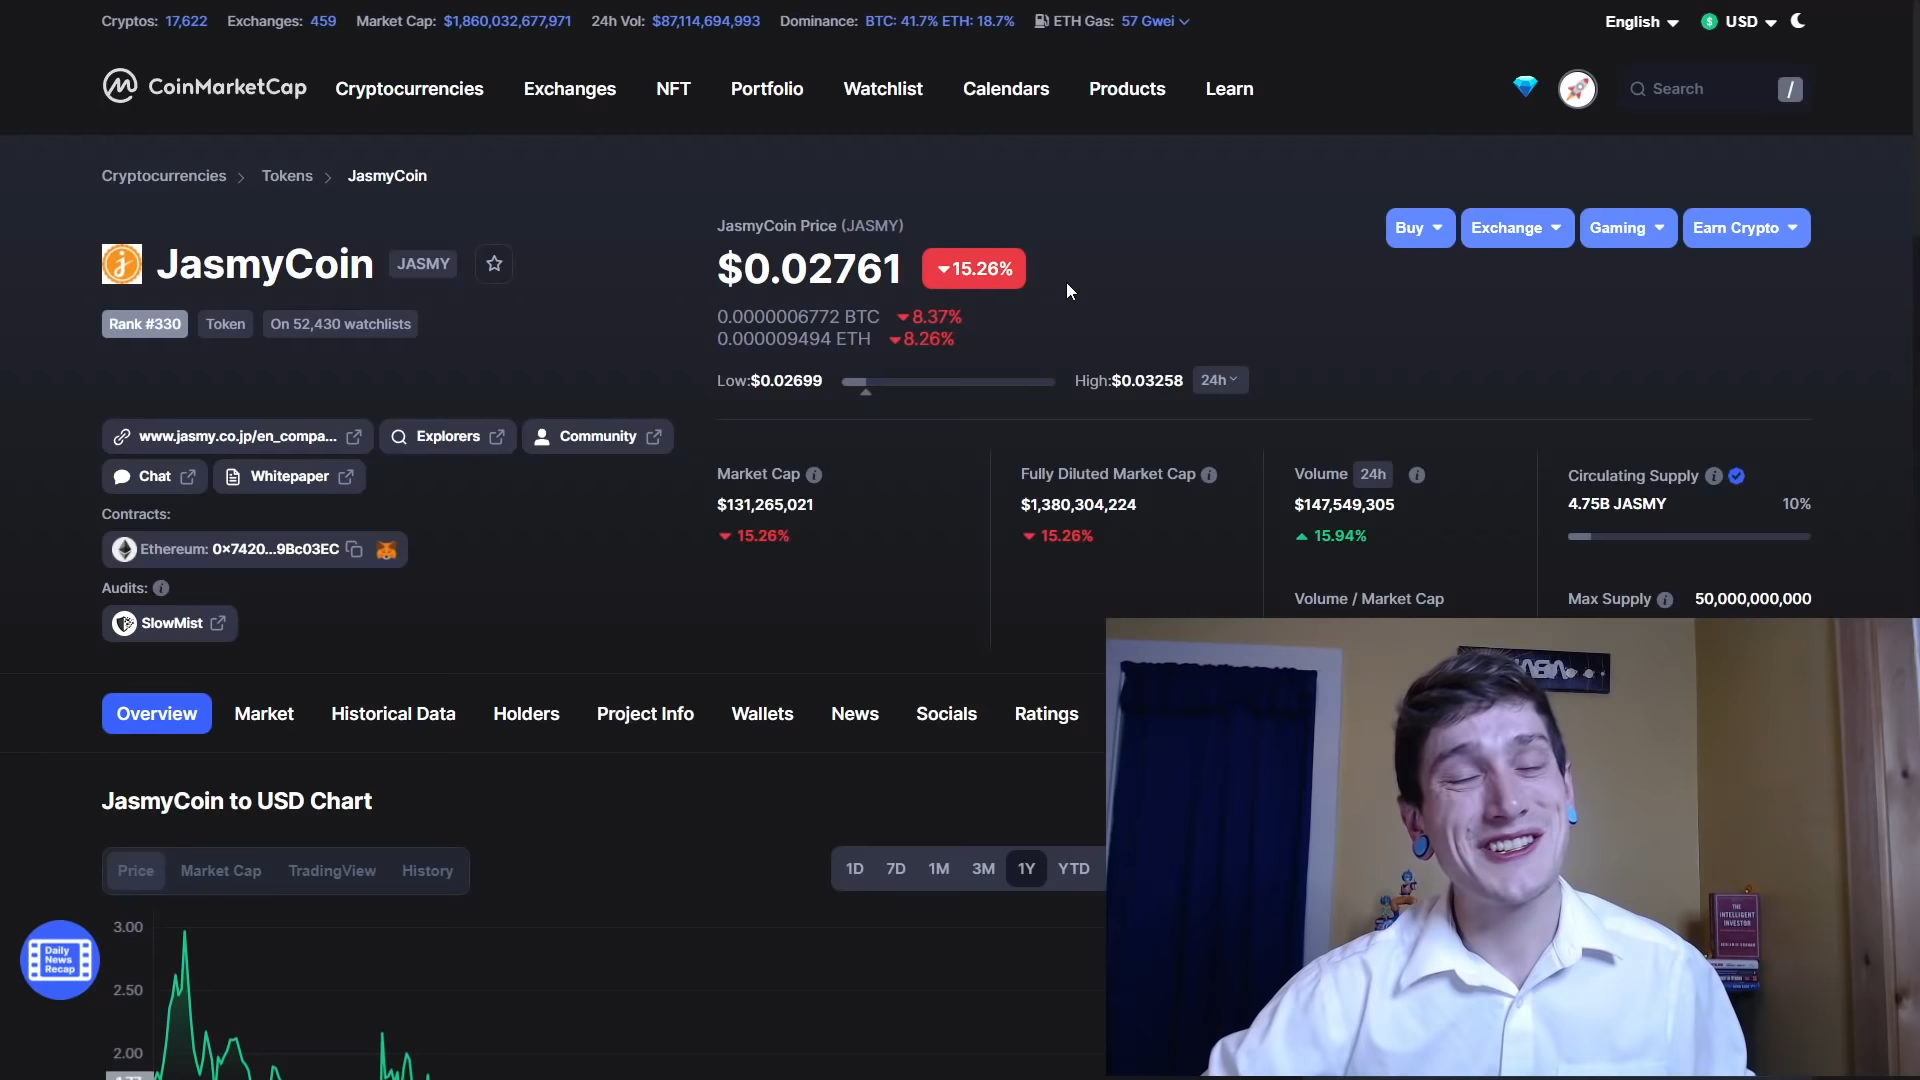 Cryptos: 17,622 Exchanges: 459 Market Cap: $1,860,032,677,971 24h Vol: $87,114,694,993 Dominance: BTC: 41.7% ETH: 18.7% ETH Gas: 57 Gwei English $ USD
CoinMarketCap Cryptocurrencies Exchanges NFT Portfolio Watchlist Calendars Products Learn Search /
Cryptocurrencies > Tokens > JasmyCoin
JasmyCoin Price (JASMY)
Buy Exchange Gaming Earn Crypto
JasmyCoin JASMY
$0.02761 15.26%
Rank #330 Token On 52,430 watchlists
0.0000006772 BTC 8.37%
0.000009494 ETH 8.26%
Low:$0.02699 High:$0.03258 24h
www.jasmy.co.jp/en_compa... Explorers Community
Chat Whitepaper
Contracts:
Ethereum: 0x7420...9Bc03EC
Audits:
SlowMist
Market Cap
$131,265,021
15.26%
Fully Diluted Market Cap
$1,380,304,224
15.26%
Volume 24h
$147,549,305
15.94%
Volume / Market Cap
Circulating Supply
4.75B JASMY 10%
Max Supply 50,000,000,000
Overview Market Historical Data Holders Project Info Wallets News Socials Ratings
JasmyCoin to USD Chart
Price Market Cap TradingView History
1D 7D 1M 3M 1Y YTD
3.00
2.50
2.00
Daily
News
Recap
THE
INTELLIGENT
INVESTOR